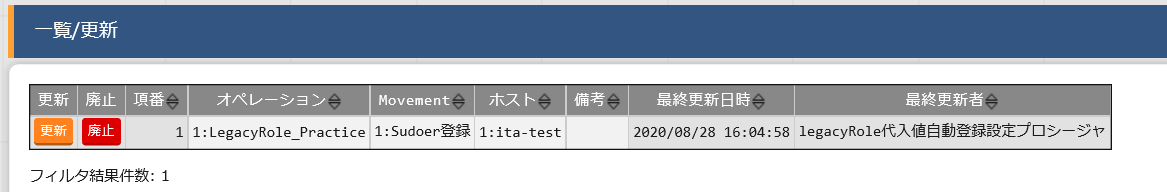 一覧/更新
更新 廃止 項番 オペレーション Movement ホスト 備考 最終更新日時 最終更新者
更新 廃止 1 1:LegacyRole_Practice 1:Sudoer登録 1:ita-test 2020/08/28 16:04:58 legacyRole代入値自動登録設定プロシージャ
フィルタ結果件数: 1